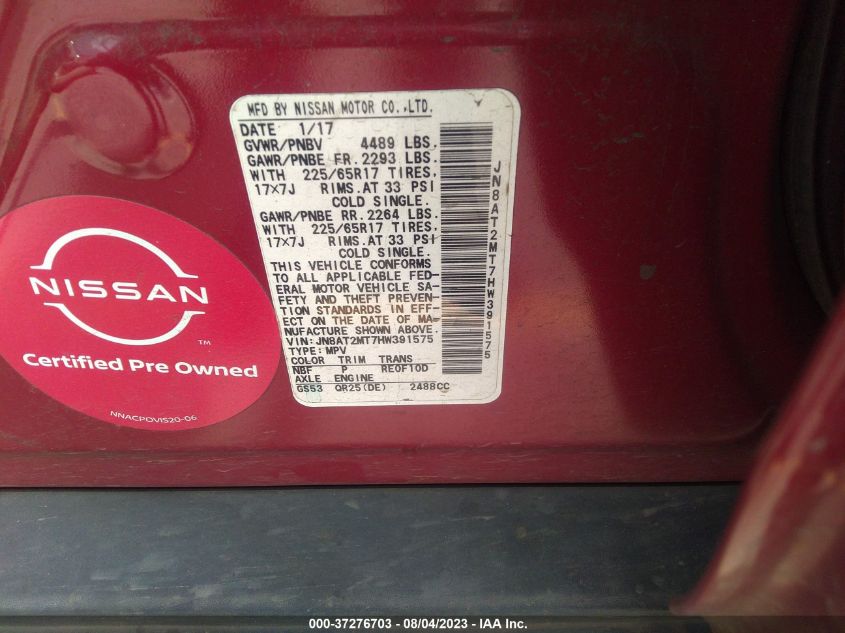 MFD BY NISSAN MOTOR CO.,LTD.
DATE 1/17
GVWR/PNBV 4489 LBS.
GAWR/PNBE FR. 2293 LBS.
WITH 225/65R17 TIRES,
17×7J RIMS.AT 33 PSI
COLD SINGLE.
GAWR/PNBE RR. 2264 LBS.
WITH 225/65R17 TIRES,
17×7J RIMS.AT 33 PSI
COLD SINGLE.
THIS VEHICLE CONFORMS
TO ALL APPLICABLE FED-
ERAL MOTOR VEHICLE SA-
FETY AND THEFT PREVEN-
TION STANDARDS IN EFF-
ECT ON THE DATE OF MA-
NUFACTURE SHOWN ABOVE.
VIN:JN8AT2MT7HW391575
TYPE:MPV
COLOR TRIM TRANS
NBF P REOF10D
AXLE ENGINE
GS53 QR25(DE) 2488CC
JN8AT2MT7HW391575
NISSAN
TM
Certified Pre Owned
NNACPOVIS20-06
000-37276703 - 08/04/2023 - IAA Inc.